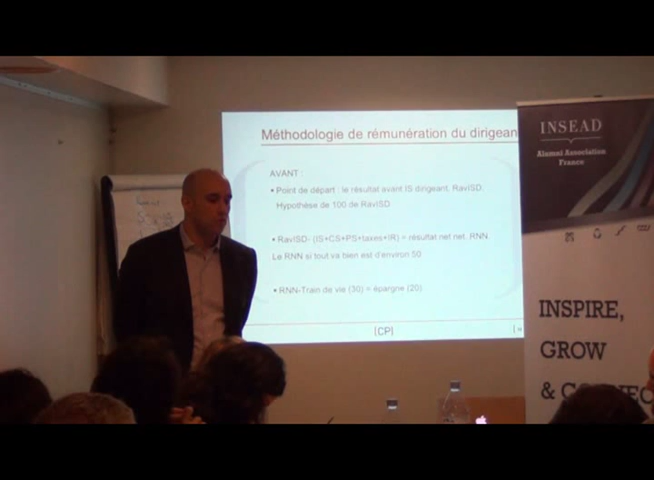 Méthodologie de rémunération du dirigean
AVANT :
• Point de départ : le résultat avant IS dirigeant, RavISD.
Hypothèse de 100 de RavISD
• RavISD- (IS+CS+PS+taxes+IR) = résultat net net, RNN.
Le RNN si tout va bien est d'environ 50
• RNN-Train de vie (30) = épargne (20)
|CP|
INSEAD
Alumni Association
France
INSPIRE,
GROW
&